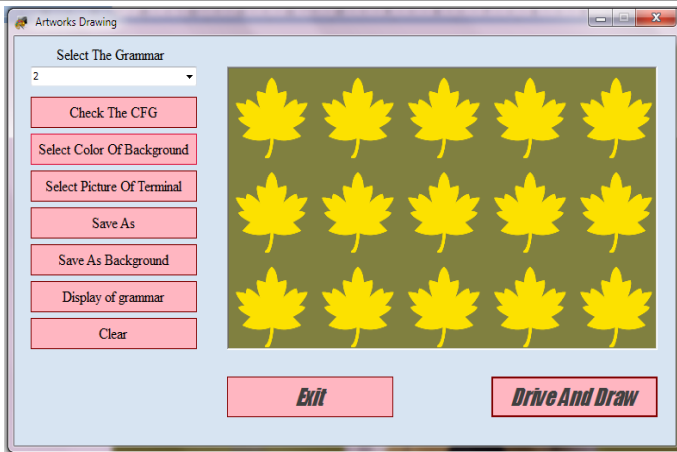 Artworks Drawing
Select The Grammar
2
Check The CFG
Select Color Of Background
Select Picture Of Terminal
Save As
Save As Background
Display of grammar
Clear
Exit
Drive And Draw